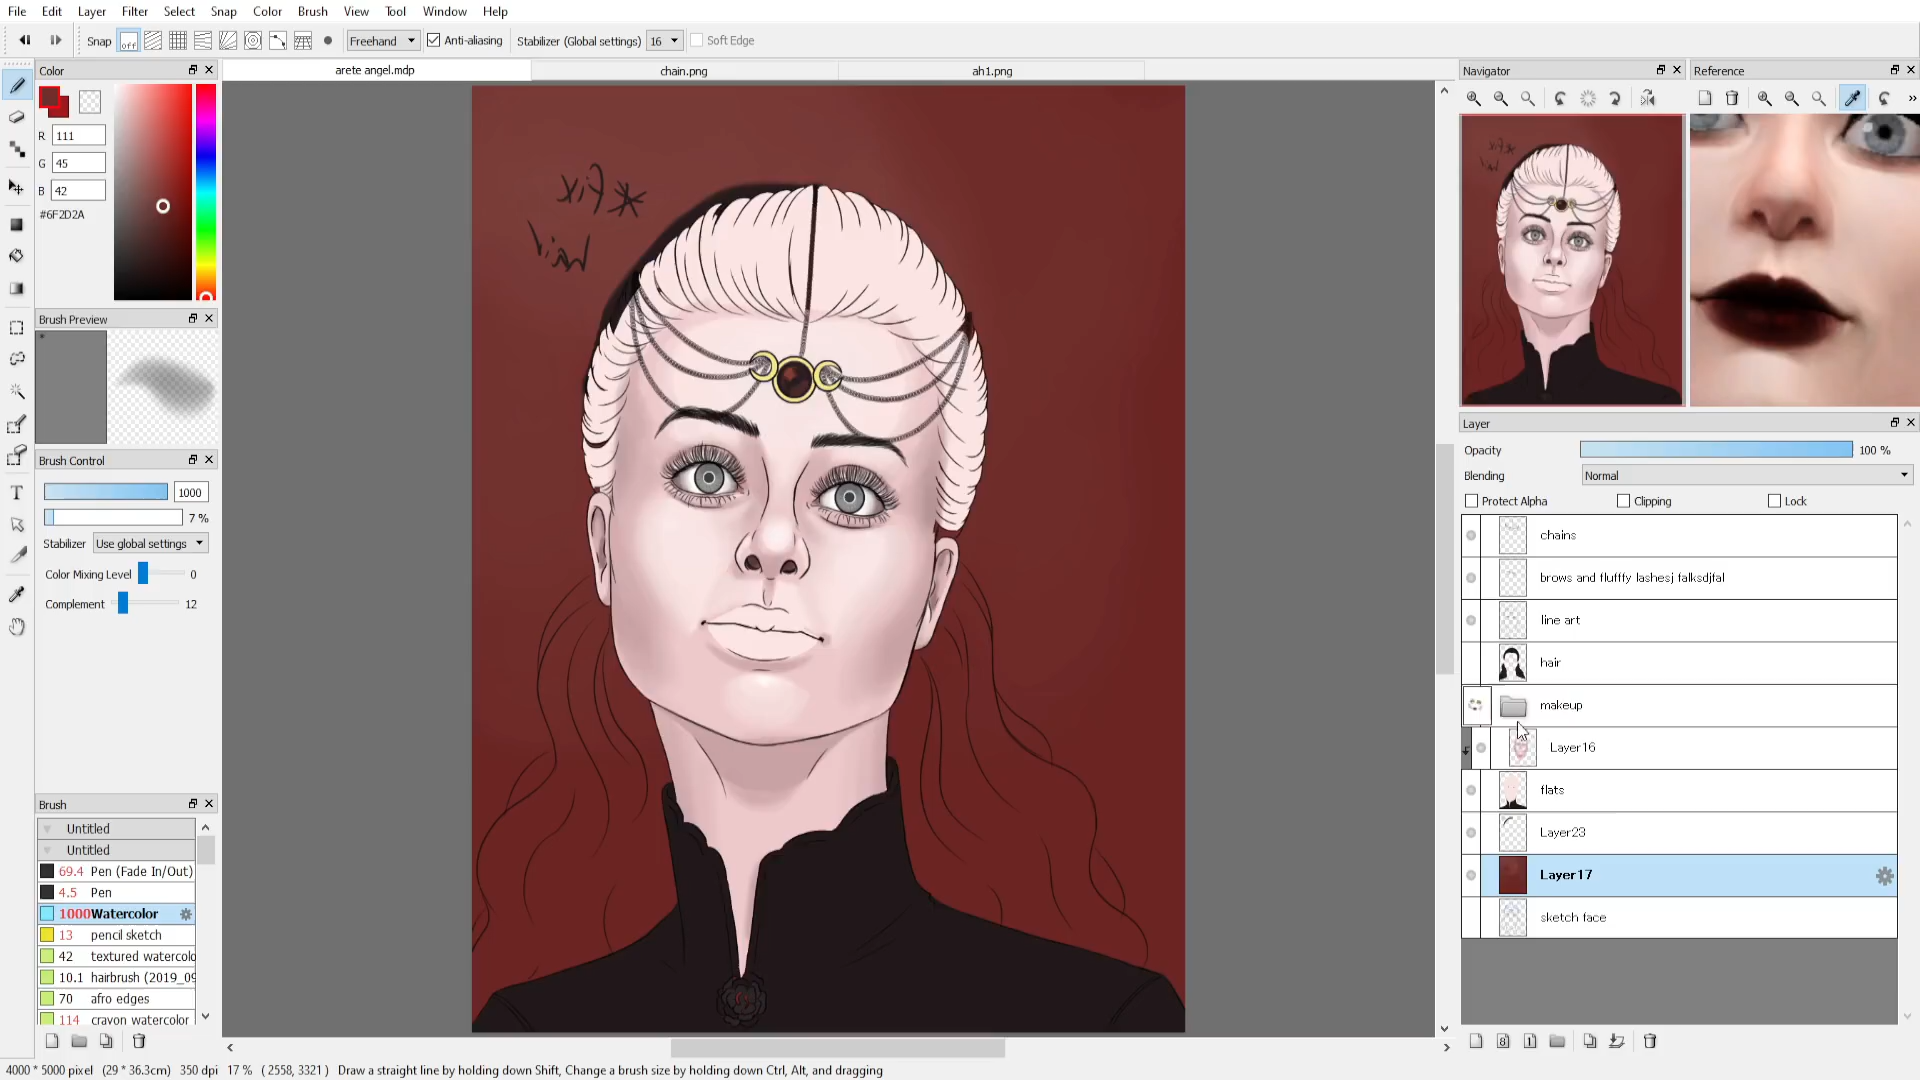 File Edit Layer Filter Select Snap Color Brush View Tool Window Help
Snap off Freehand Anti-aliasing Stabilizer (Global settings) 16 Soft Edge
Color
arete angel.mdp chain.png ah1.png
Navigator Reference
R 111
G 45
B 42
#6F2D2A
*Fix
Brush Preview
Brush Control
1000
7 %
Stabilizer Use global settings
Color Mixing Level 0
Complement 12
Brush
Untitled
Untitled
69.4 Pen (Fade In/Out)
4.5 Pen
1000Watercolor
13 pencil sketch
42 textured watercolo
10.1 hairbrush (2019_09
70 afro edges
114 crayon watercolor
Layer
Opacity 100 %
Blending Normal
Protect Alpha Clipping Lock
chains
brows and flufffy lashesj falksdjfal
line art
hair
makeup
Layer16
flats
Layer23
Layer17
sketch face
4000 * 5000 pixel (29 * 36.3cm) 350 dpi 17 % ( 2558, 3321 ) Draw a straight line by holding down Shift, Change a brush size by holding down Ctrl, Alt, and dragging